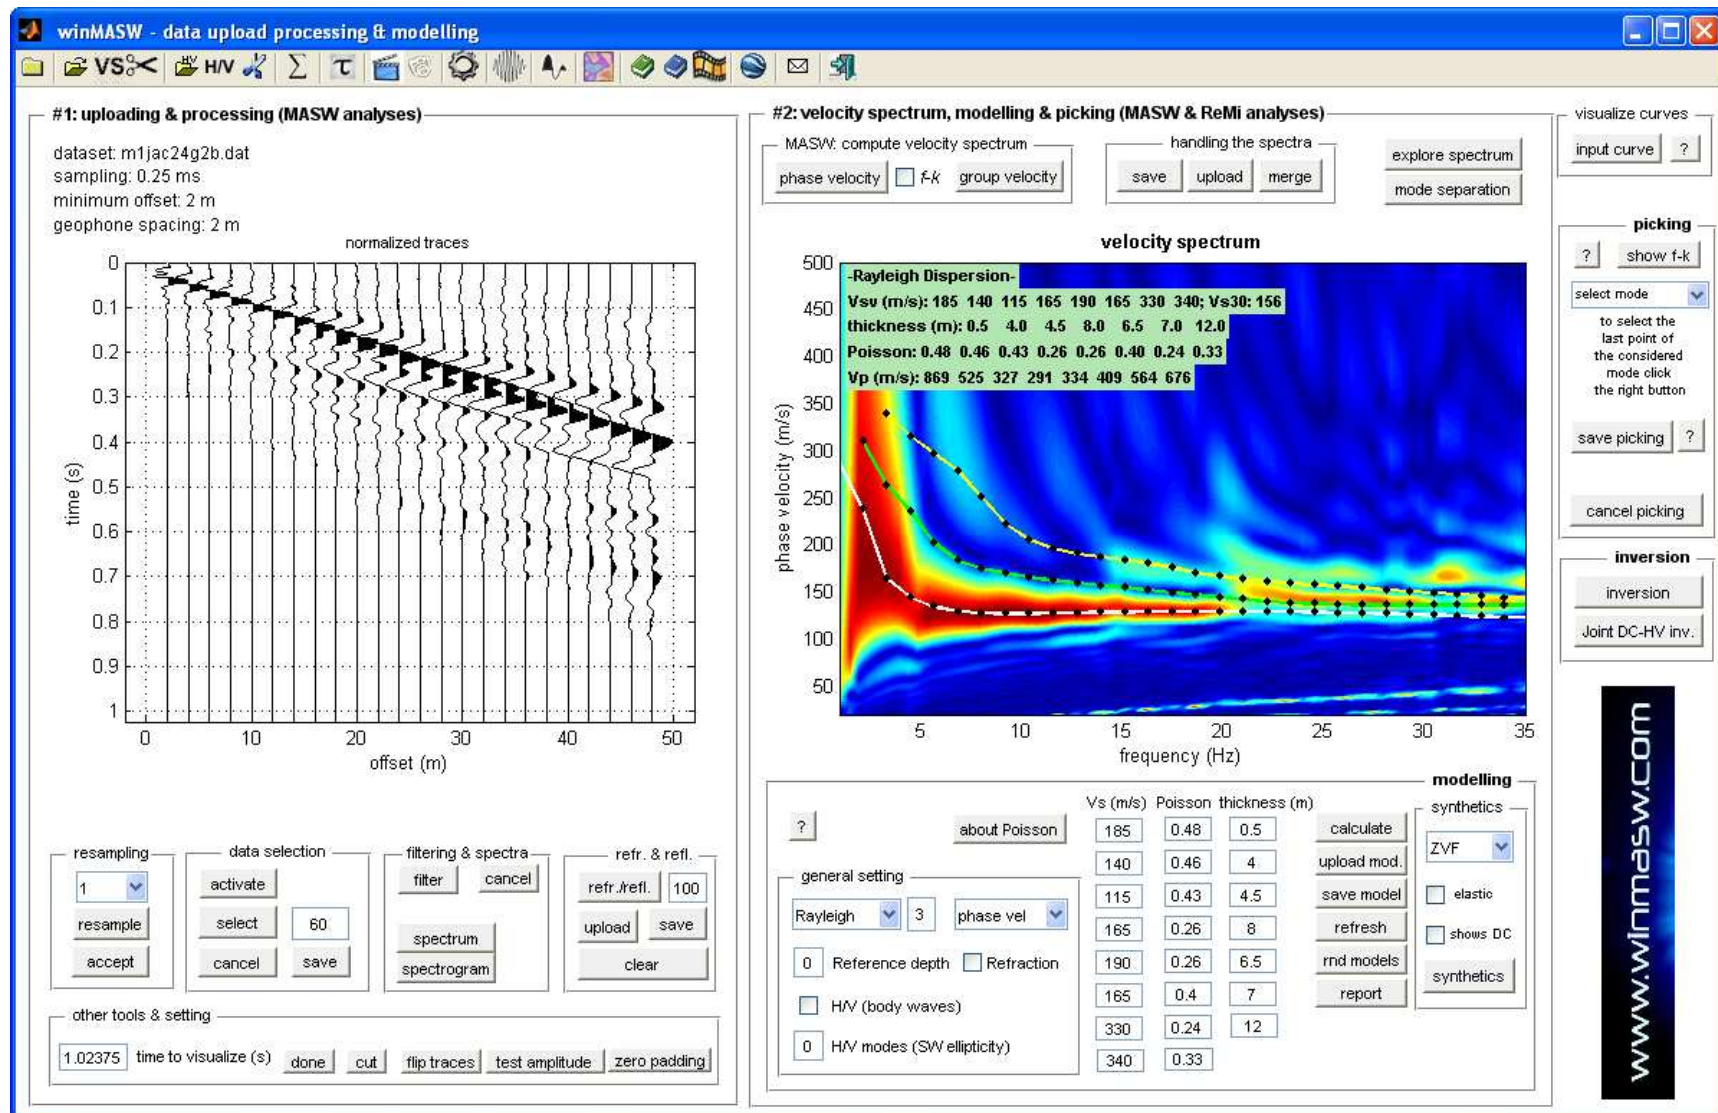 winMASW - data upload processing & modelling
VS H/V Σ τ
#1: uploading & processing (MASW analyses)
dataset: m1jac24g2b.dat
sampling: 0.25 ms
minimum offset: 2 m
geophone spacing: 2 m
normalized traces
0
0.1
0.2
0.3
0.4
0.5
0.6
0.7
0.8
0.9
1
time (s)
0 10 20 30 40 50
offset (m)
resampling
1
resample
accept
data selection
activate
select 60
cancel save
filtering & spectra
filter cancel
spectrum
spectrogram
refr. & refl.
refr./refl. 100
upload save
clear
other tools & setting
1.02375 time to visualize (s) done cut flip traces test amplitude zero padding
#2: velocity spectrum, modelling & picking (MASW & ReMi analyses)
MASW: compute velocity spectrum
phase velocity f-k group velocity
handling the spectra
save upload merge
explore spectrum
mode separation
velocity spectrum
-Rayleigh Dispersion-
Vsv (m/s): 185 140 115 165 190 165 330 340; Vs30: 156
thickness (m): 0.5 4.0 4.5 8.0 6.5 7.0 12.0
Poisson: 0.48 0.46 0.43 0.26 0.26 0.40 0.24 0.33
Vp (m/s): 869 525 327 291 334 409 564 676
500
450
400
350
300
250
200
150
100
50
phase velocity (m/s)
5 10 15 20 25 30 35
frequency (Hz)
modelling
?
about Poisson
general setting
Rayleigh 3 phase vel
0 Reference depth Refraction
H/V (body waves)
0 H/V modes (SW ellipticity)
Vs (m/s) Poisson thickness (m)
185 0.48 0.5
140 0.46 4
115 0.43 4.5
165 0.26 8
190 0.26 6.5
165 0.4 7
330 0.24 12
340 0.33
calculate
upload mod.
save model
refresh
rnd models
report
synthetics
ZVF
elastic
shows DC
synthetics
visualize curves
input curve ?
picking
? show f-k
select mode
to select the
last point of
the considered
mode click
the right button
save picking ?
cancel picking
inversion
inversion
Joint DC-HV inv.
www.winmasw.com